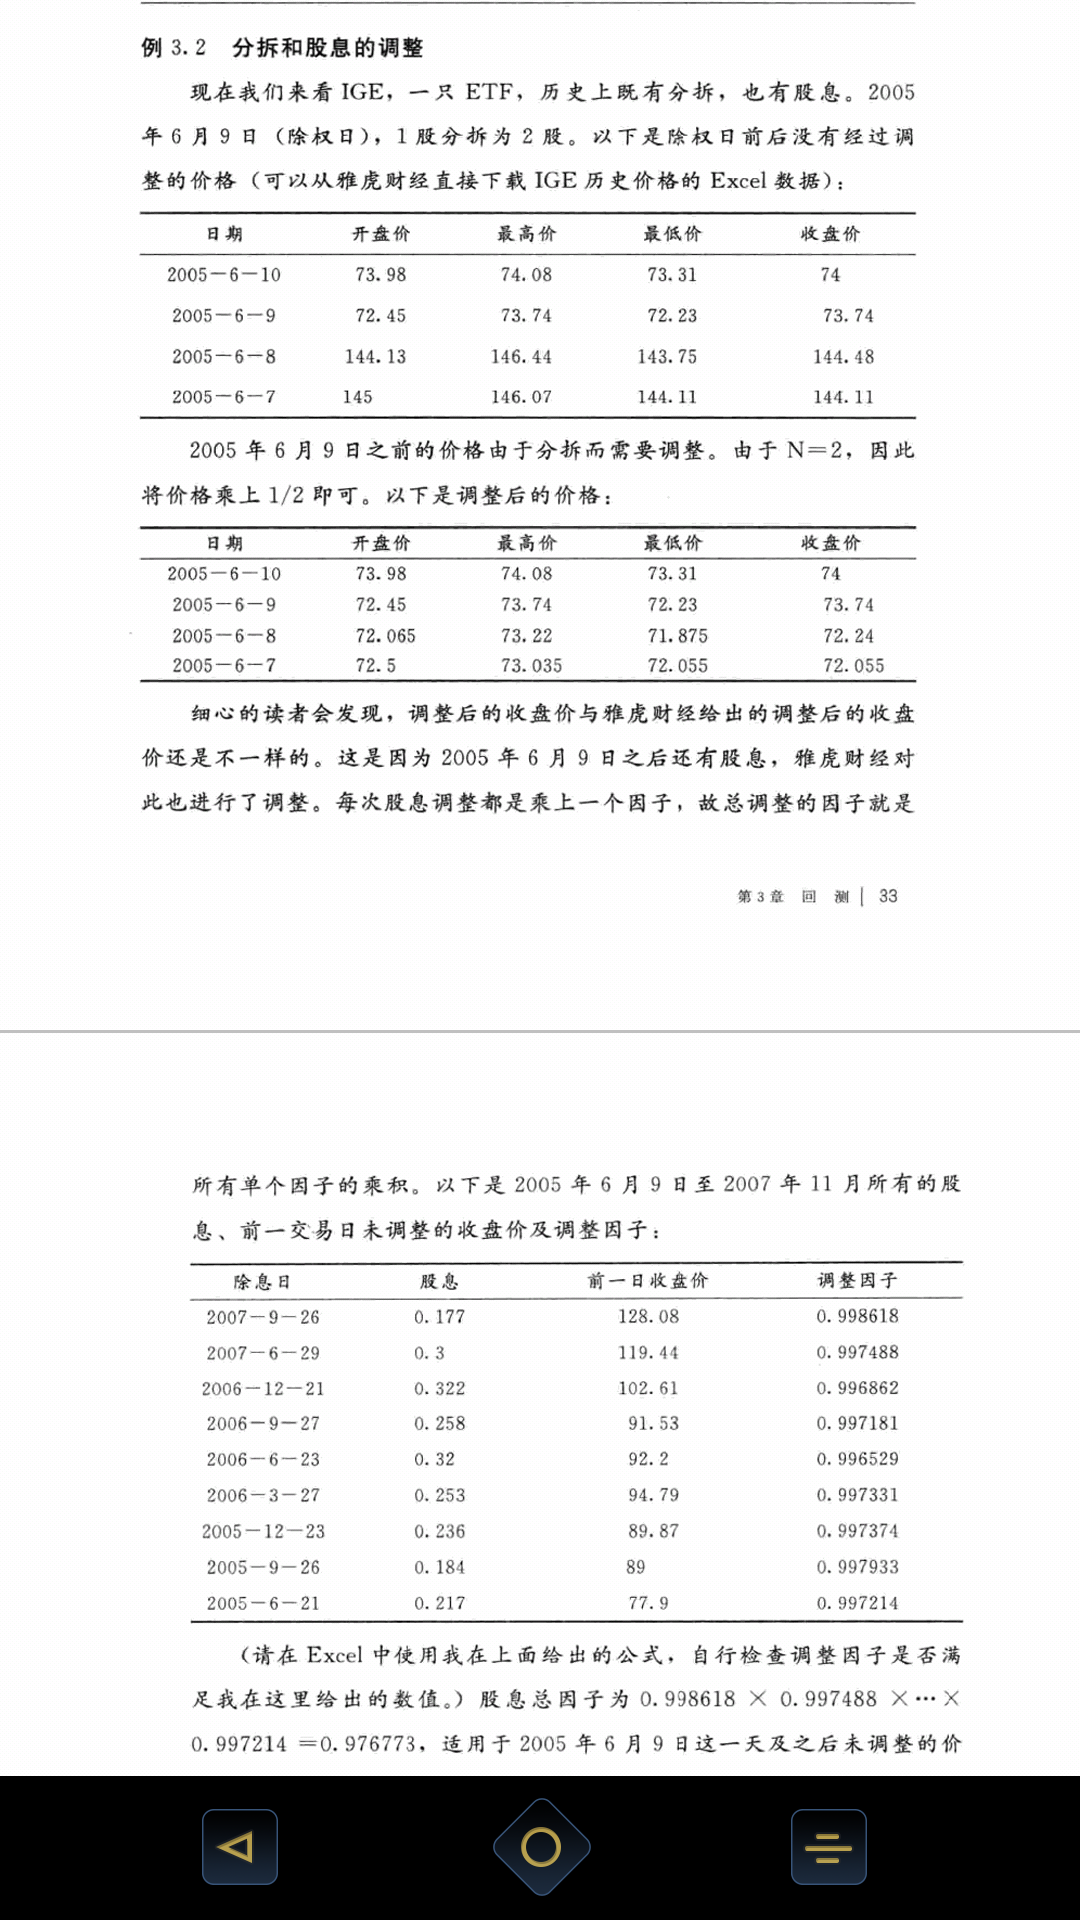 例 3.2 分拆和股息的调整
现在我们来看 IGE，一只 ETF，历史上既有分拆，也有股息。2005
年 6 月 9 日（除权日），1 股分拆为 2 股。以下是除权日前后没有经过调
整的价格（可以从雅虎财经直接下载 IGE 历史价格的 Excel 数据）：
日期 开盘价 最高价 最低价 收盘价
2005-6-10 73.98 74.08 73.31 74
2005-6-9 72.45 73.74 72.23 73.74
2005-6-8 144.13 146.44 143.75 144.48
2005-6-7 145 146.07 144.11 144.11
2005 年 6 月 9 日之前的价格由于分拆而需要调整。由于 N=2，因此
将价格乘上 1/2 即可。以下是调整后的价格：
日期 开盘价 最高价 最低价 收盘价
2005-6-10 73.98 74.08 73.31 74
2005-6-9 72.45 73.74 72.23 73.74
2005-6-8 72.065 73.22 71.875 72.24
2005-6-7 72.5 73.035 72.055 72.055
细心的读者会发现，调整后的收盘价与雅虎财经给出的调整后的收盘
价还是不一样的。这是因为 2005 年 6 月 9 日之后还有股息，雅虎财经对
此也进行了调整。每次股息调整都是乘上一个因子，故总调整的因子就是
第 3 章 回 测 | 33
所有单个因子的乘积。以下是 2005 年 6 月 9 日至 2007 年 11 月所有的股
息、前一交易日未调整的收盘价及调整因子：
除息日 股息 前一日收盘价 调整因子
2007-9-26 0.177 128.08 0.998618
2007-6-29 0.3 119.44 0.997488
2006-12-21 0.322 102.61 0.996862
2006-9-27 0.258 91.53 0.997181
2006-6-23 0.32 92.2 0.996529
2006-3-27 0.253 94.79 0.997331
2005-12-23 0.236 89.87 0.997374
2005-9-26 0.184 89 0.997933
2005-6-21 0.217 77.9 0.997214
（请在 Excel 中使用我在上面给出的公式，自行检查调整因子是否满
足我在这里给出的数值。）股息总因子为 0.998618 × 0.997488 ×…×
0.997214 =0.976773，适用于 2005 年 6 月 9 日这一天及之后未调整的价